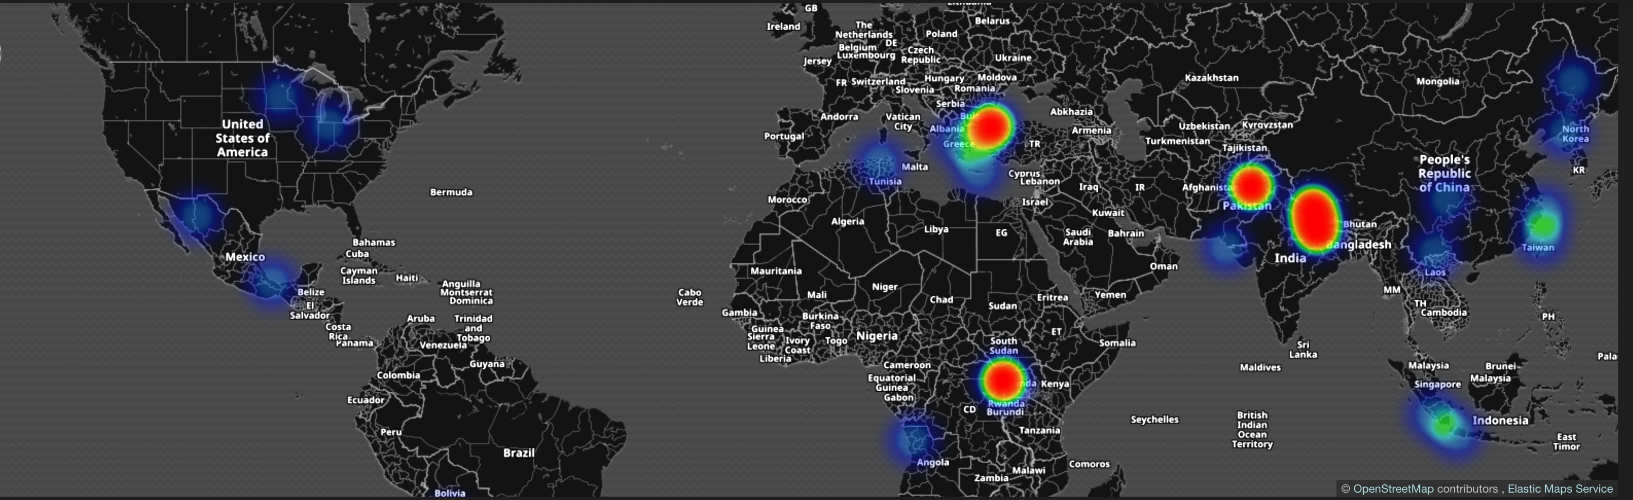 GB
Lithuania
Ireland
The
Netherlands
DE
Belgium
Luxembourg
Poland
Belarus
Czech
Republic
Ukraine
Jersey
FR
Switzerland
Hungary
Slovenia
Moldova
Romania
Kazakhstan
Mongolia
Serbia
Andorra
Vatican
City
Albania
Abkhazia
Armenia
Portugal
Greece
TR
Uzbekistan
Kyrgyzstan
Turkmenistan
Tajikistan
North
Korea
KR
United
States of
America
Bermuda
Malta
Tunisia
Cyprus
Lebanon
Israel
Iraq
IR
Afghanistan
Pakistan
People's
Republic
of China
Morocco
Algeria
Libya
EG
Kuwait
Saudi
Arabia
Bahrain
Oman
Bhutan
Bangladesh
India
Taiwan
Laos
Mexico
Bahamas
Cuba
Cayman
Islands
Haiti
Belize
El
Salvador
Anguilla
Montserrat
Dominica
Costa
Rica
Panama
Aruba
Trinidad
and
Tobago
Venezuela
Guyana
Colombia
Ecuador
Peru
Brazil
Bolivia
Cabo
Verde
Mauritania
Mali
Niger
Chad
Sudan
Eritrea
Yemen
Gambia
Guinea
Sierra
Leone
Liberia
Ivory
Coast
Burkina
Faso
Togo
Nigeria
ET
South
Sudan
Somalia
Cameroon
Equatorial
Guinea
Gabon
Kenya
CD
Rwanda
Burundi
Tanzania
Angola
Zambia
Malawi
Comoros
Seychelles
Maldives
Sri
Lanka
British
Indian
Ocean
Territory
MM
TH
Cambodia
PH
Malaysia
Singapore
Brunei
Malaysia
Indonesia
East
Timor
© OpenStreetMap contributors , Elastic Maps Service